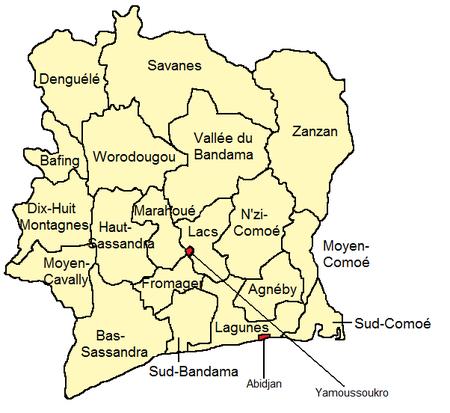 Savanes
Denguélé
Zanzan
Vallée du
Bandama
Bafing
Worodougou
Dix-Huit
Montagnes
Marahoué
N'zi-
Comoé
Haut-
Sassandra
Lacs
Moyen-
Comoé
Moyen-
Cavally
Fromager
Agnéby
Bas-
Sassandra
Lagunes
Sud-Comoé
Sud-Bandama
Abidjan
Yamoussoukro